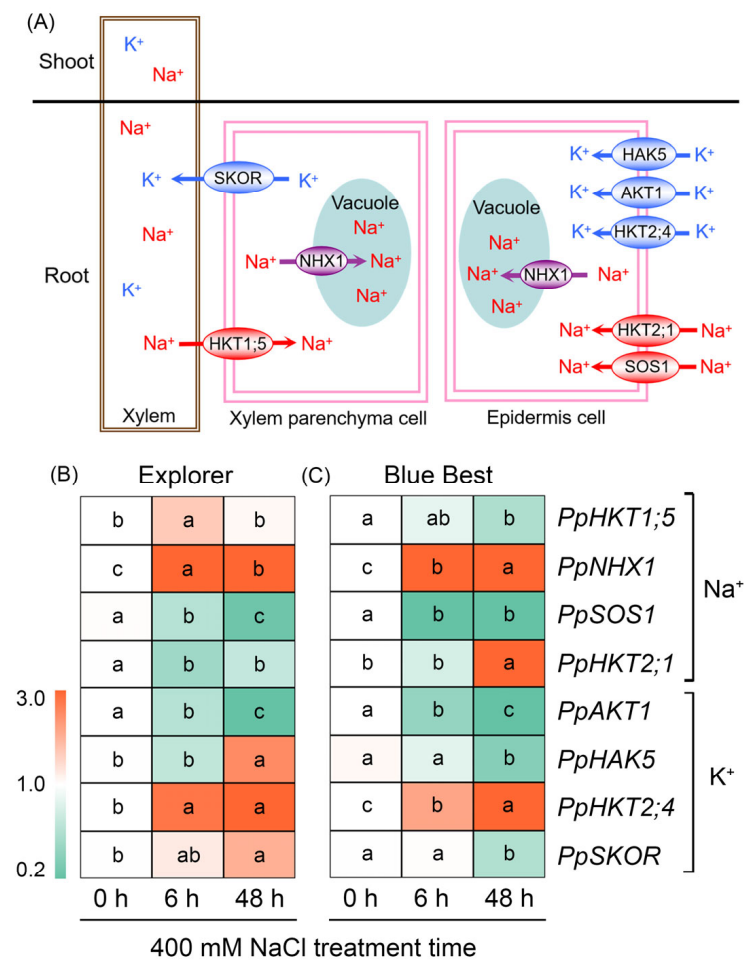 (A)
Shoot
K⁺
Na⁺
Na⁺
K⁺ SKOR K⁺
Vacuole
Na⁺
Na⁺ NHX1 Na⁺
Na⁺
Na⁺
K⁺
Root
Na⁺ HKT1;5 Na⁺
Vacuole
Na⁺
Na⁺ NHX1 Na⁺
Na⁺
K⁺ HAK5 K⁺
K⁺ AKT1 K⁺
K⁺ HKT2;4 K⁺
Na⁺ HKT2;1 Na⁺
Na⁺ SOS1 Na⁺
Xylem
Xylem parenchyma cell
Epidermis cell
(B) Explorer (C) Blue Best
b a b a ab b PpHKT1;5
c a b c b a PpNHX1
a b c a b b PpSOS1
a b b b b a PpHKT2;1
a b c a b c PpAKT1
b b a a a b PpHAK5
b a a c b a PpHKT2;4
b ab a a a b PpSKOR
Na⁺
K⁺
3.0
1.0
0.2
0 h 6 h 48 h 0 h 6 h 48 h
400 mM NaCl treatment time